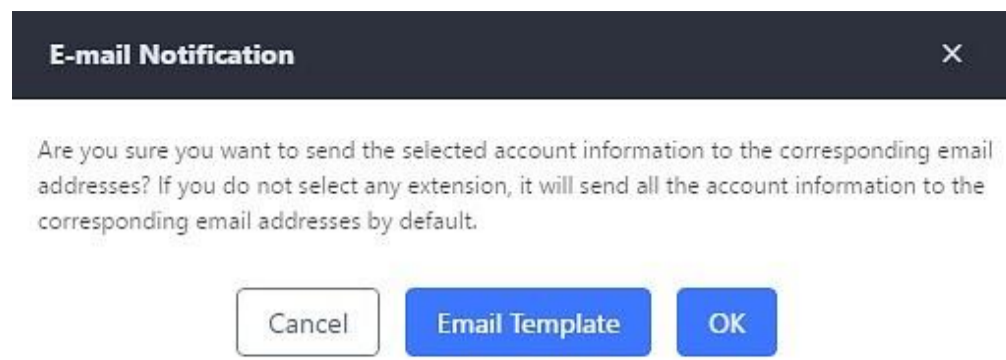 E-mail Notification
Are you sure you want to send the selected account information to the corresponding email
addresses? If you do not select any extension, it will send all the account information to the
corresponding email addresses by default.
Cancel
Email Template
OK